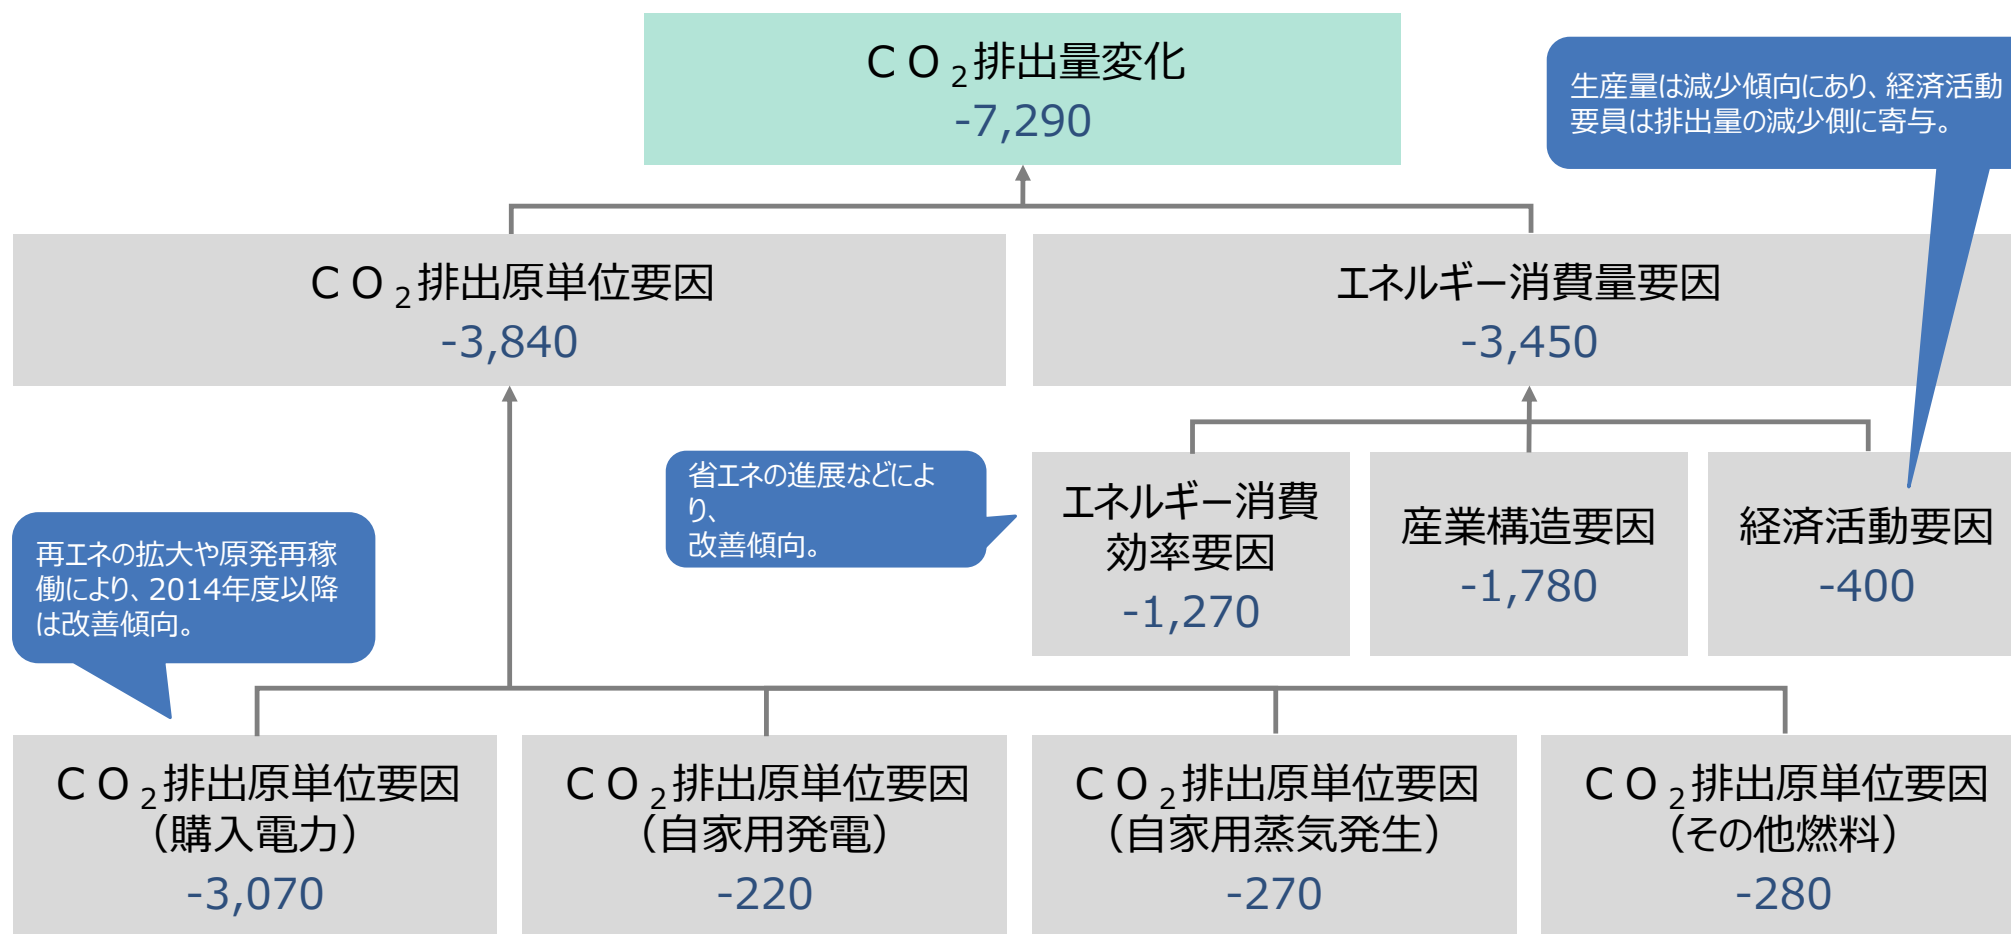 CO₂排出量変化
-7,290
生産量は減少傾向にあり、経済活動
要員は排出量の減少側に寄与。
CO₂排出原単位要因
-3,840
エネルギー消費量要因
-3,450
省エネの進展などによ
り、
改善傾向。
エネルギー消費
効率要因
-1,270
産業構造要因
-1,780
経済活動要因
-400
再エネの拡大や原発再稼
働により、2014年度以降
は改善傾向。
CO₂排出原単位要因
（購入電力）
-3,070
CO₂排出原単位要因
（自家用発電）
-220
CO₂排出原単位要因
（自家用蒸気発生）
-270
CO₂排出原単位要因
（その他燃料）
-280